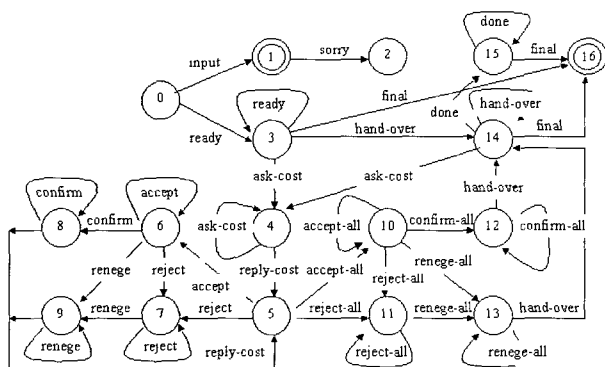 done
15
final
16
input
1
sorry
2
0
ready
3
ready
final
done
hand-over
hand-over
14
final
ask-cost
ask-cost
hand-over
confirm
accept
8
confirm
6
ask-cost
4
accept-all
10
confirm-all
12
confirm-all
renege
reject
accept
reply-cost
accept-all
reject-all
renege-all
9
renege
7
reject
5
reject-all
11
renege-all
13
hand-over
renege
reject
reply-cost
reject-all
renege-all